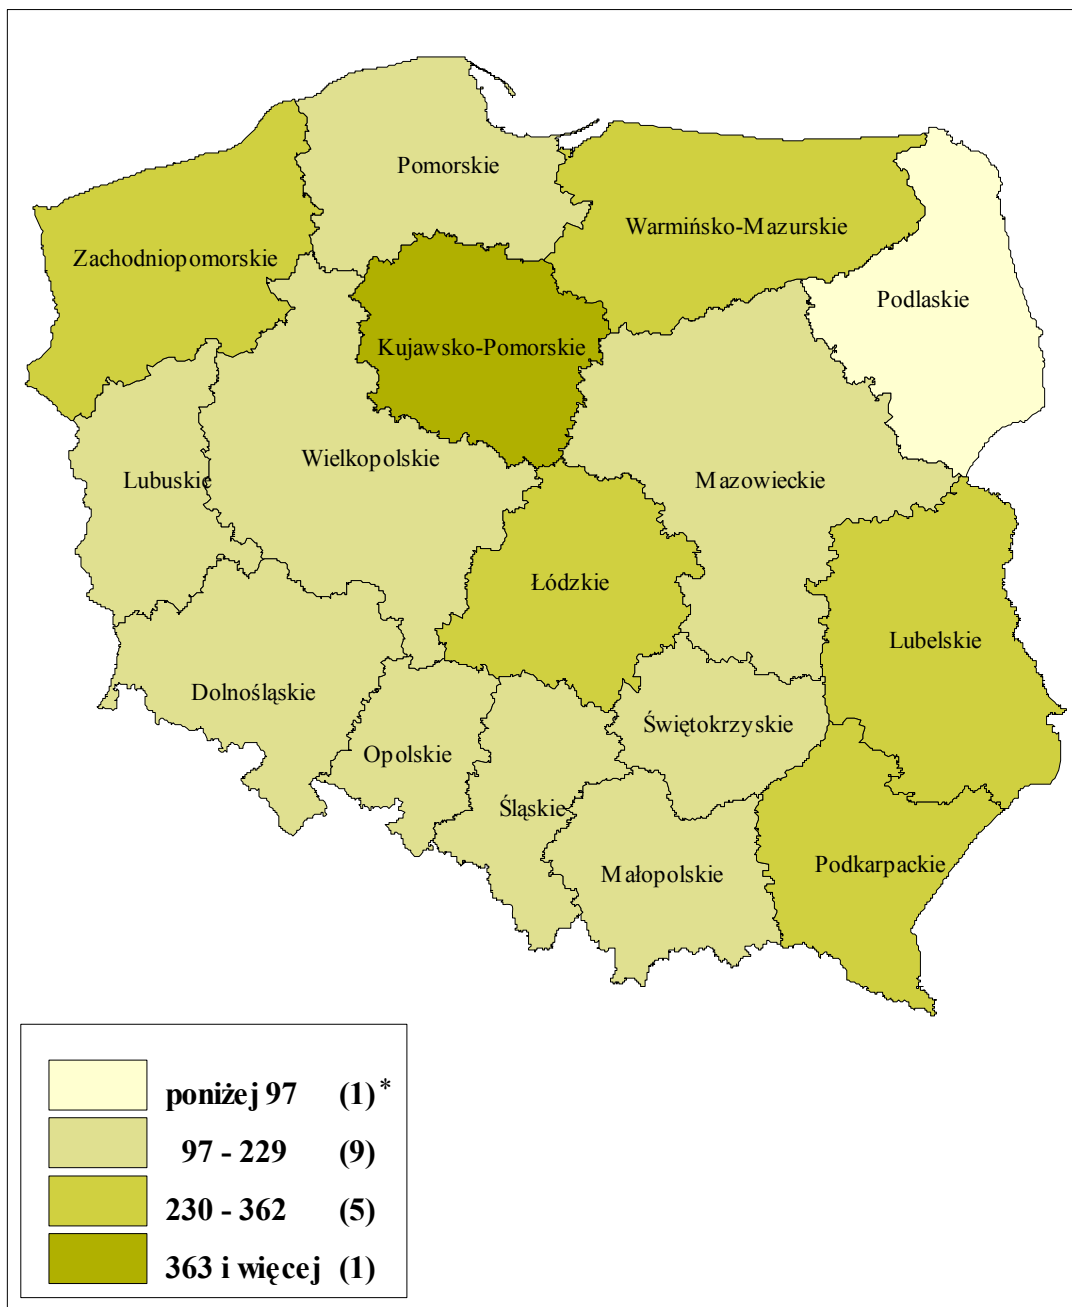 Pomorskie
Warmińsko-Mazurskie
Zachodniopomorskie
Podlaskie
Kujawsko-Pomorskie
Wielkopolskie
Lubuskie
Mazowieckie
Łódzkie
Lubelskie
Dolnośląskie
Świętokrzyskie
Opolskie
Śląskie
Podkarpackie
Małopolskie
poniżej 97 (1)*
97 - 229 (9)
230 - 362 (5)
363 i więcej (1)